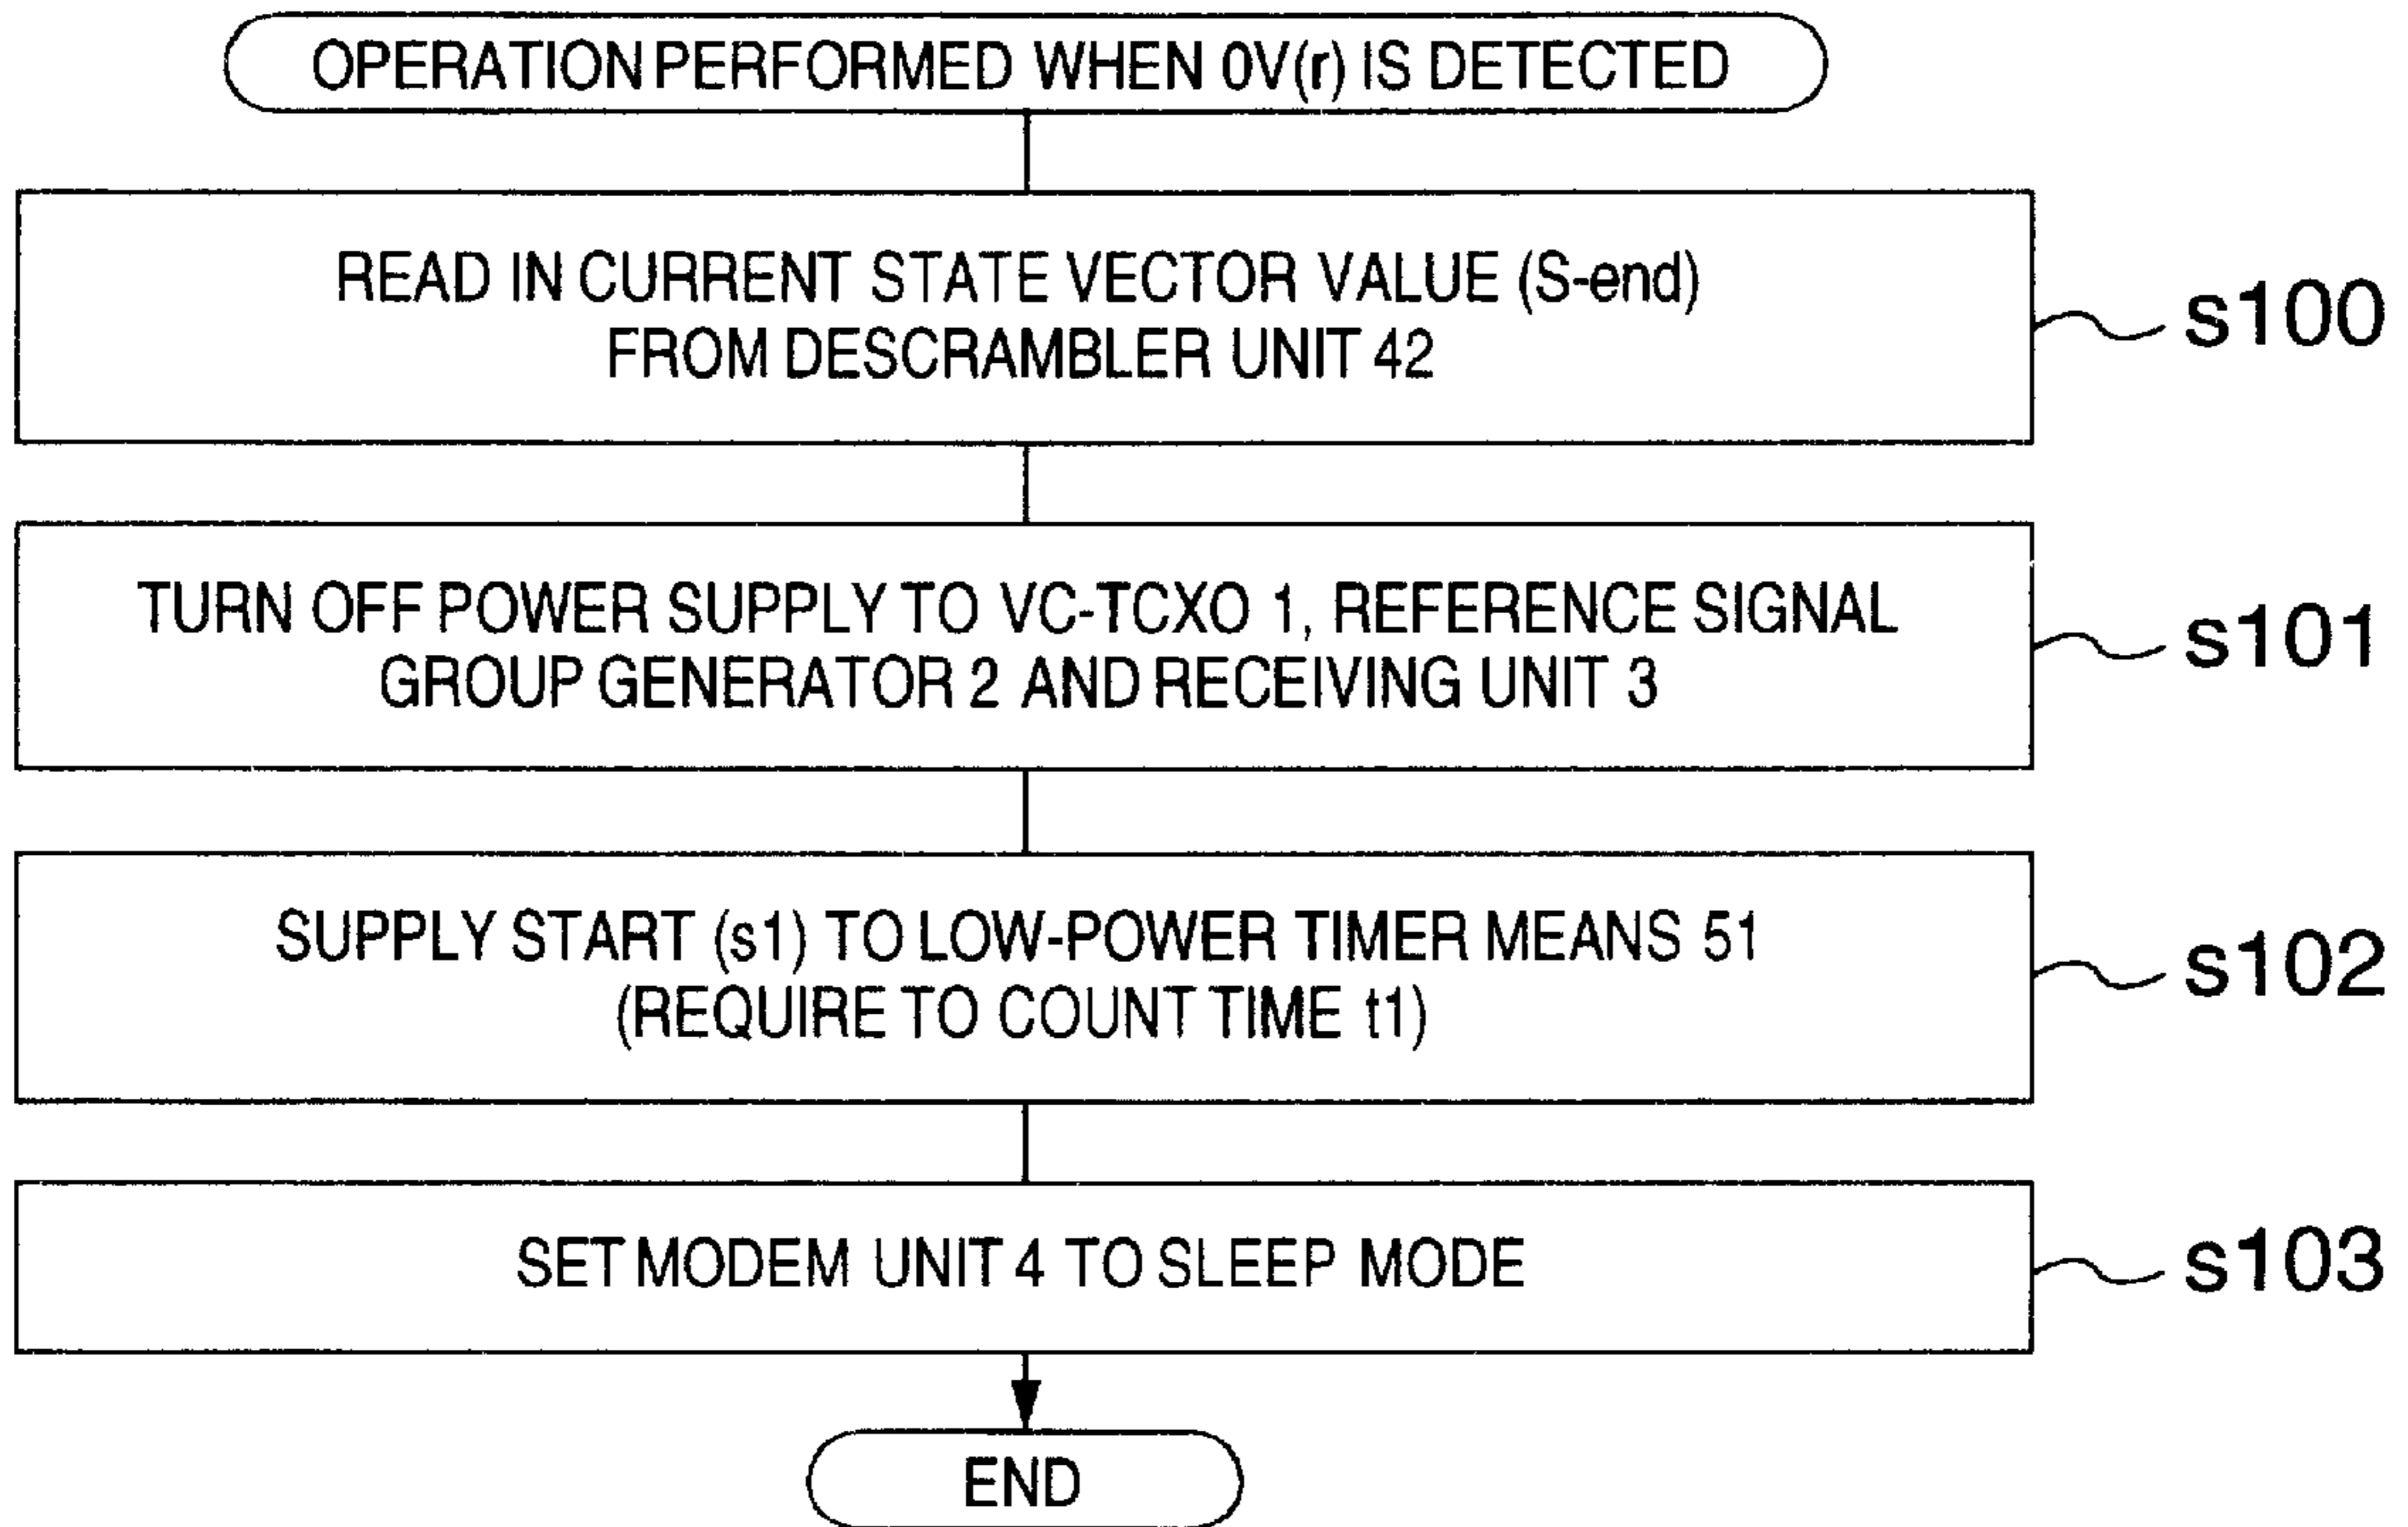 OPERATION PERFORMED WHEN 0V(r) IS DETECTED
READ IN CURRENT STATE VECTOR VALUE (S-end)
FROM DESCRAMBLER UNIT 42
s100
TURN OFF POWER SUPPLY TO VC-TCXO 1, REFERENCE SIGNAL
GROUP GENERATOR 2 AND RECEIVING UNIT 3
s101
SUPPLY START (s1) TO LOW-POWER TIMER MEANS 51
(REQUIRE TO COUNT TIME t1)
s102
SET MODEM UNIT 4 TO SLEEP MODE
s103
END